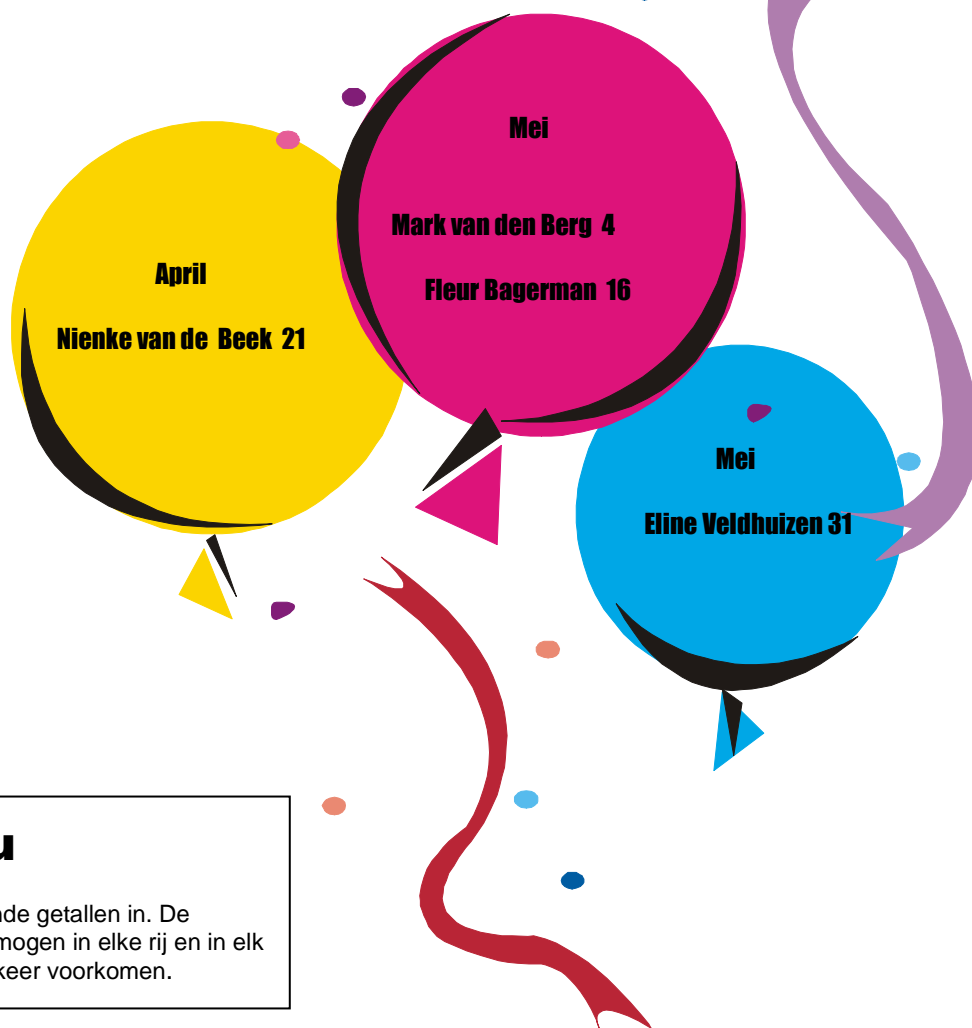 Mei
Mark van den Berg 4
Fleur Bagerman 16
April
Nienke van de Beek 21
Mei
Eline Veldhuizen 31
getallen in. De
mogen in elke rij en in elk
keer voorkomen.